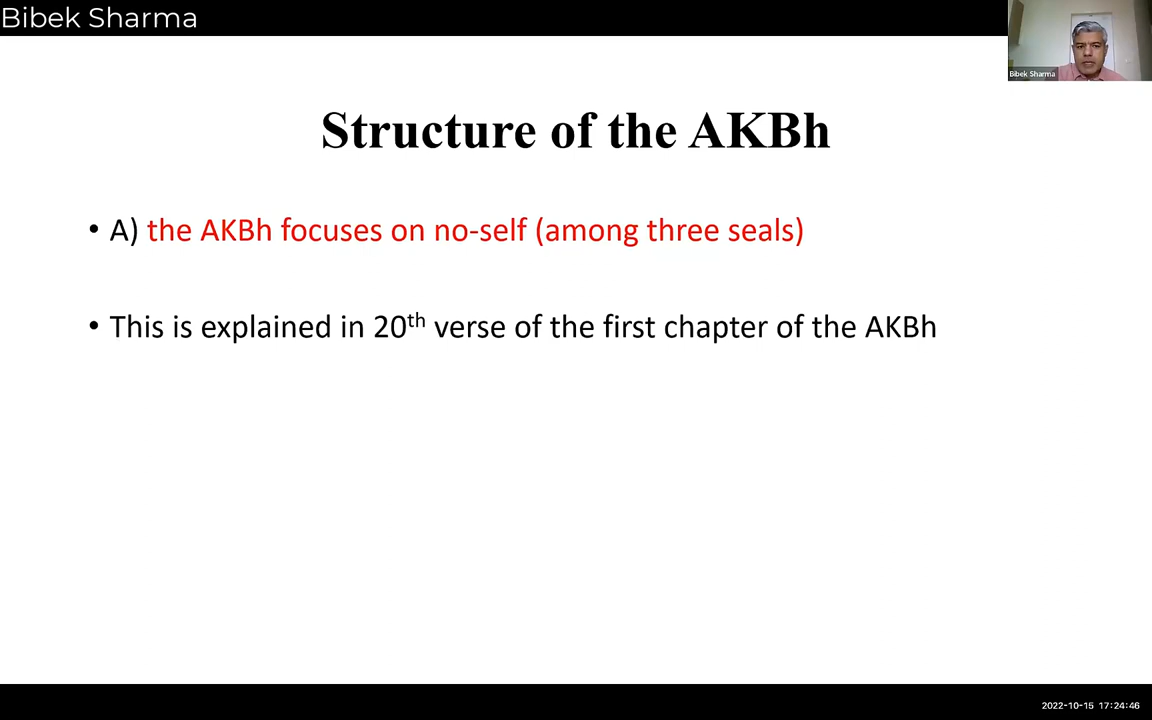 Bibek Sharma
Bibek Sharma
Structure of the AKBh
• A) the AKBh focuses on no-self (among three seals)
• This is explained in 20th verse of the first chapter of the AKBh
2022-10-15 17:24:46